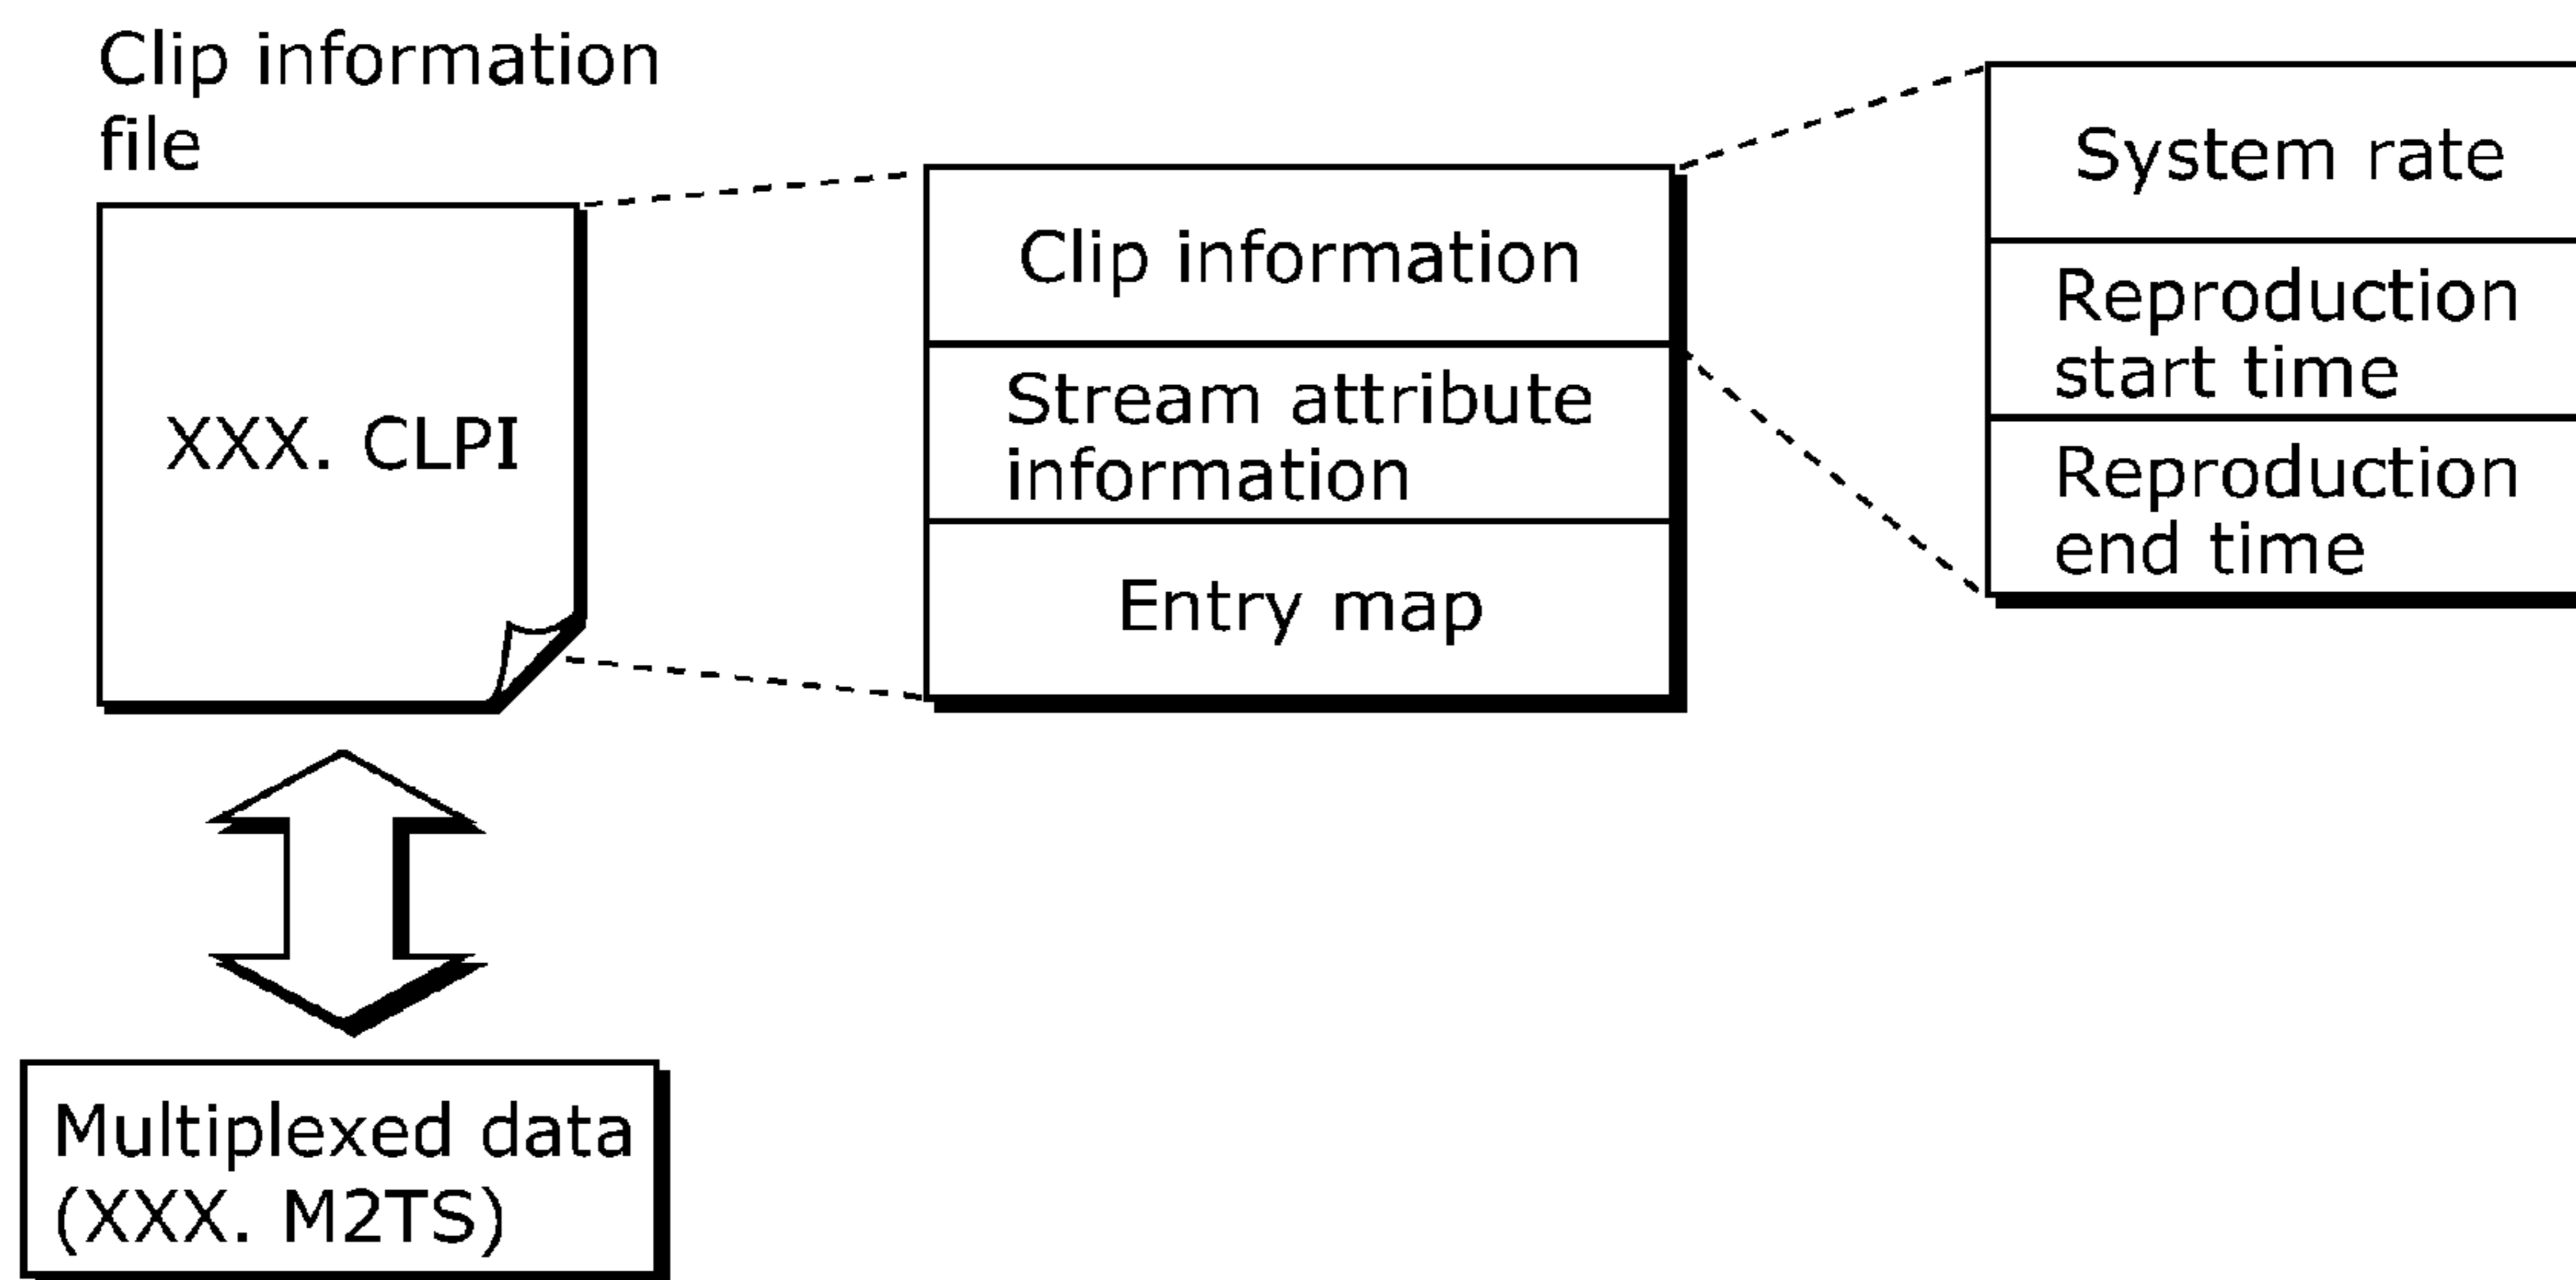 Clip information
file
XXX. CLPI
Multiplexed data
(XXX. M2TS)
Clip information
Stream attribute
information
Entry map
System rate
Reproduction
start time
Reproduction
end time